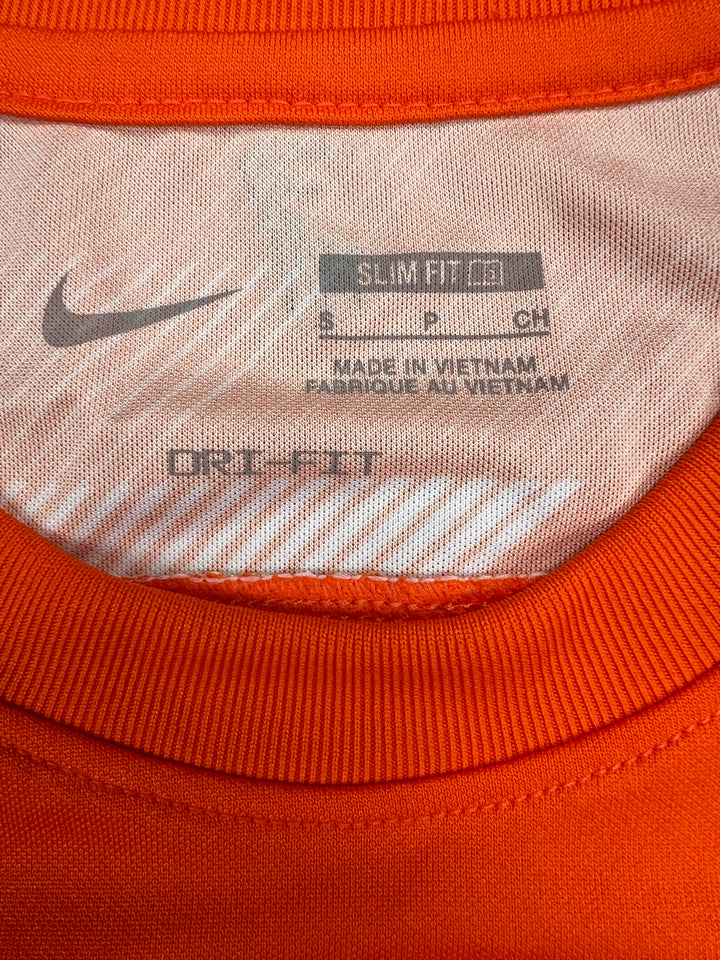 SLIM FIT
S P CH
MADE IN VIETNAM
FABRIQUE AU VIETNAM
DRI-FIT